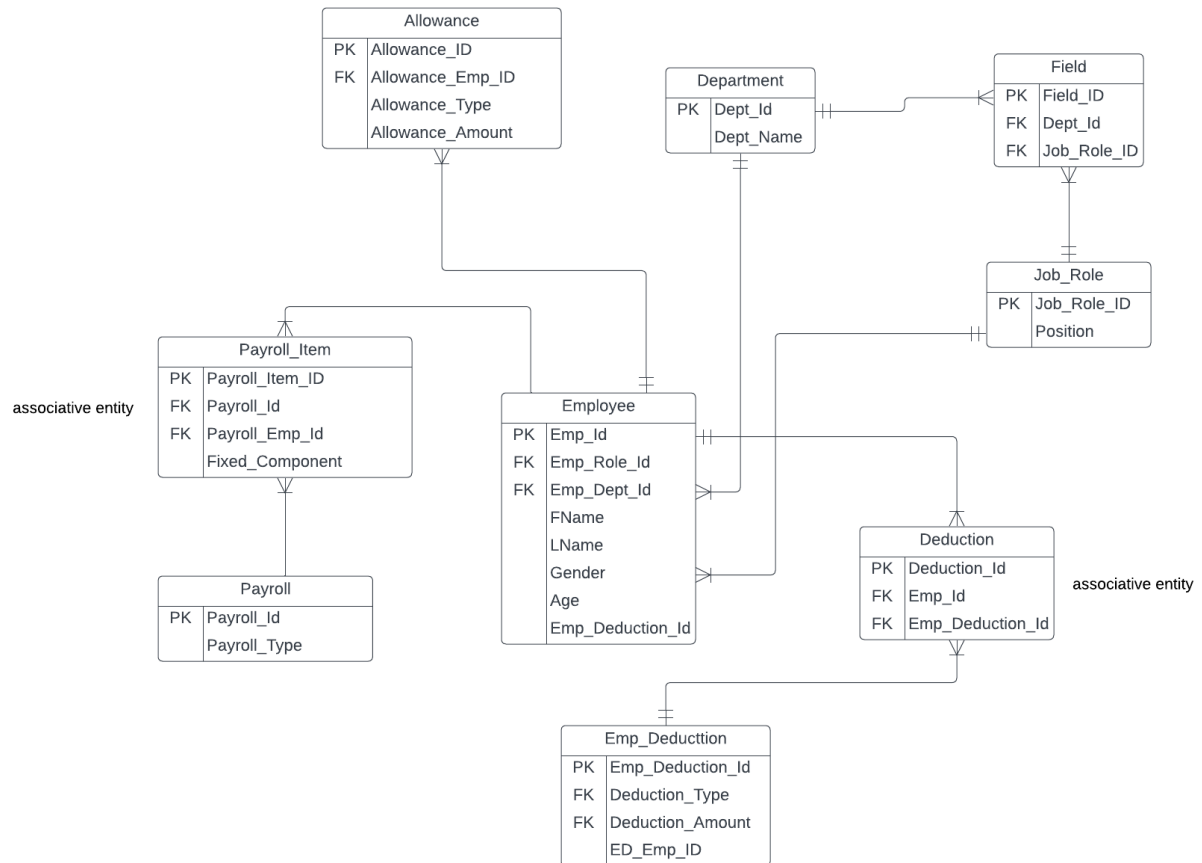 Allowance
PK Allowance_ID
FK Allowance_Emp_ID
Allowance_Type
Allowance_Amount
Department
PK Dept_Id
Dept_Name
Field
PK Field_ID
FK Dept_Id
FK Job_Role_ID
Job_Role
PK Job_Role_ID
Position
Payroll_Item
PK Payroll_Item_ID
FK Payroll_Id
FK Payroll_Emp_Id
Fixed_Component
associative entity
Employee
PK Emp_Id
FK Emp_Role_Id
FK Emp_Dept_Id
FName
LName
Gender
Age
Emp_Deduction_Id
Deduction
PK Deduction_Id
FK Emp_Id
FK Emp_Deduction_Id
associative entity
Payroll
PK Payroll_Id
Payroll_Type
Emp_Deducttion
PK Emp_Deduction_Id
FK Deduction_Type
FK Deduction_Amount
ED_Emp_ID